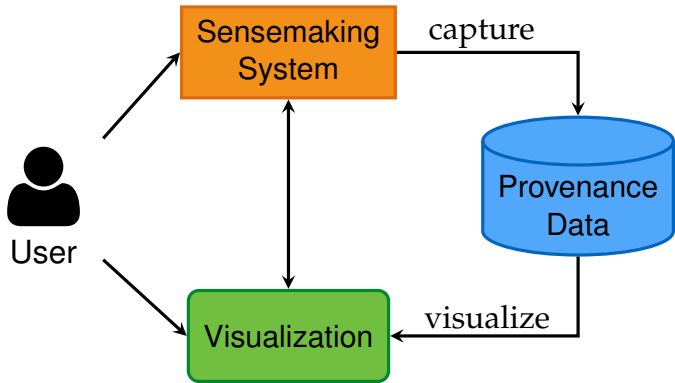 Sensemaking
System
capture
Provenance
Data
User
Visualization
visualize